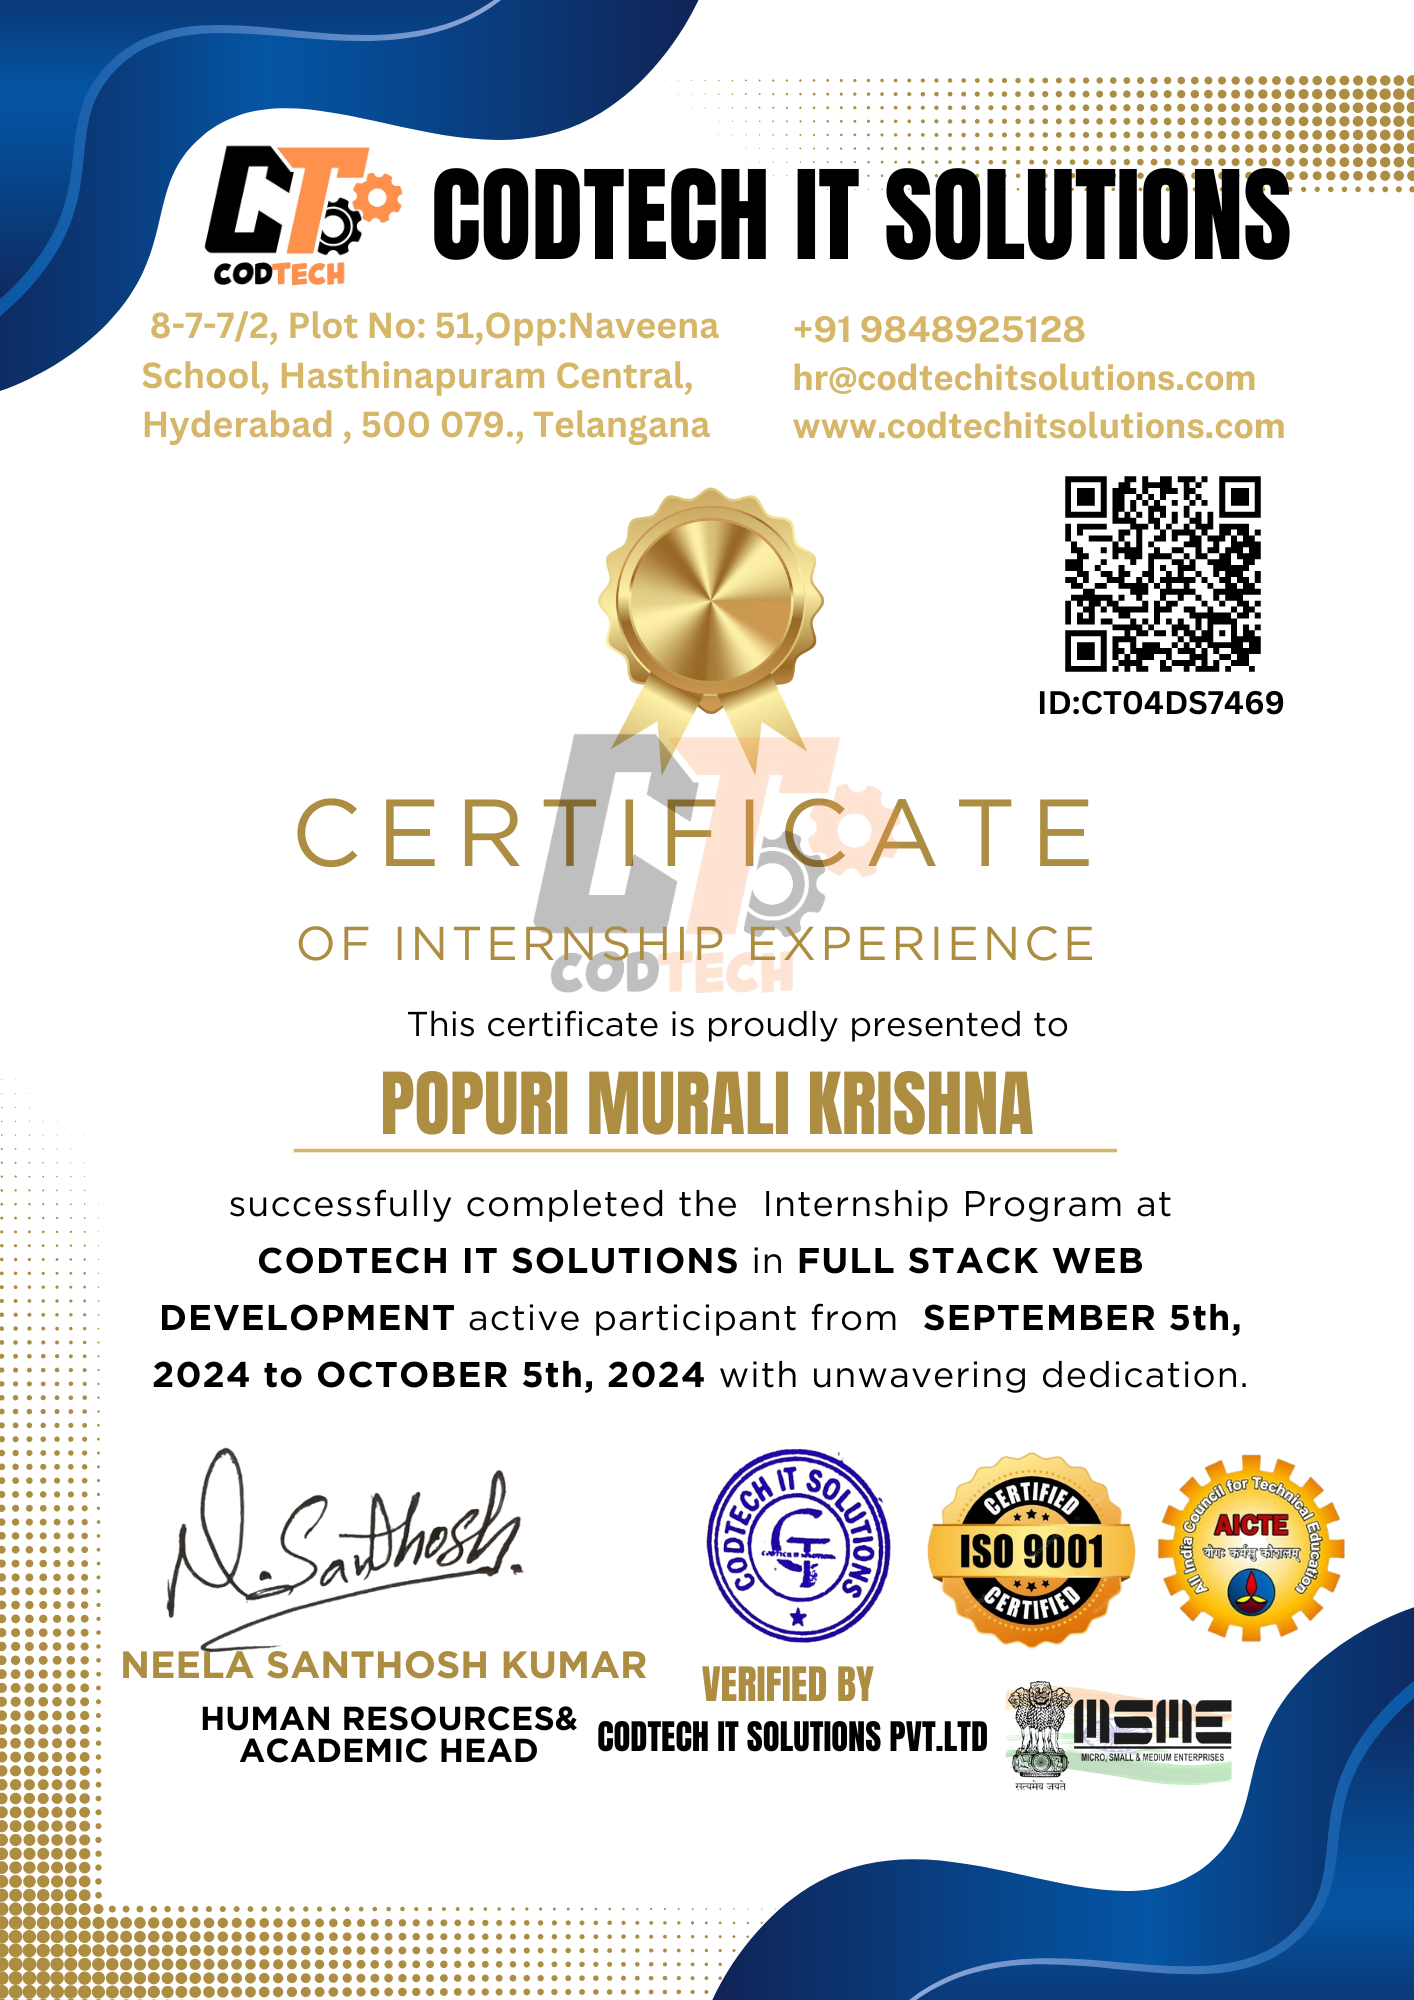 CODTECH
CODTECH IT SOLUTIONS
8-7-7/2, Plot No: 51,Opp:Naveena
School, Hasthinapuram Central,
Hyderabad , 500 079., Telangana
+91 9848925128
hr@codtechitsolutions.com
www.codtechitsolutions.com
ID:CT04DS7469
CERTIFICATE
OF INTERNSHIP EXPERIENCE
CODTECH
This certificate is proudly presented to
POPURI MURALI KRISHNA
successfully completed the Internship Program at
CODTECH IT SOLUTIONS in FULL STACK WEB
DEVELOPMENT active participant from SEPTEMBER 5th,
2024 to OCTOBER 5th, 2024 with unwavering dedication.
N.Santhosh.
NEELA SANTHOSH KUMAR
HUMAN RESOURCES&
ACADEMIC HEAD
CODTECH IT SOLUTIONS
CT
VERIFIED BY
CODTECH IT SOLUTIONS PVT.LTD
CERTIFIED
ISO 9001
CERTIFIED
All India Council for Technical Education
AICTE
योगः कर्मसु कौशलम्
MSME
MICRO, SMALL & MEDIUM ENTERPRISES
सत्यमेव जयते